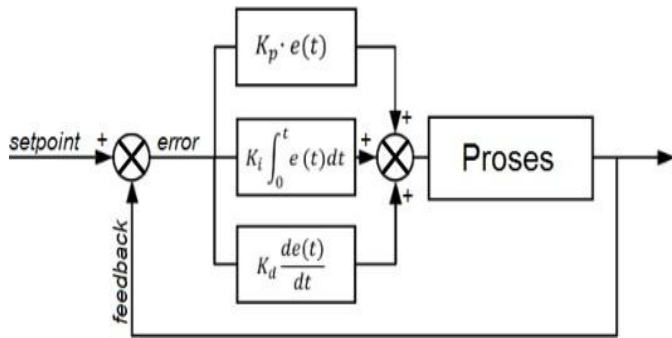 K_p · e(t)
setpoint + error
K_i ∫_0^t e(t)dt + + + Proses
K_d de(t)/dt
feedback